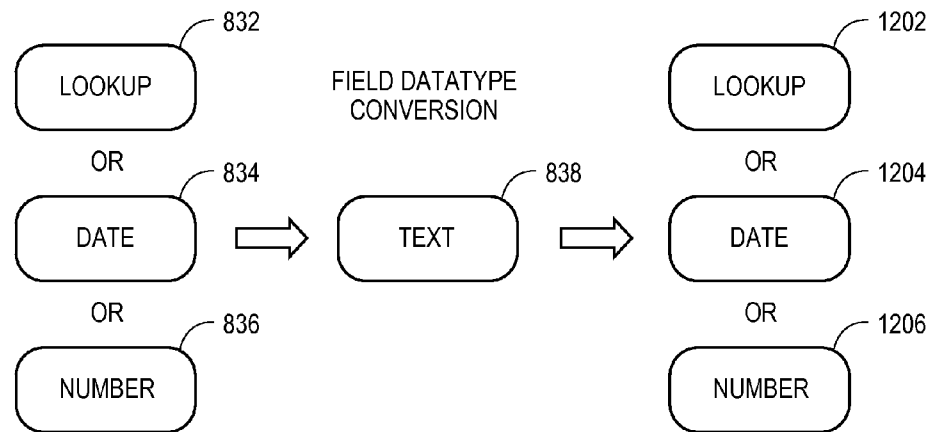 832
LOOKUP
OR
834
DATE
OR
836
NUMBER
FIELD DATATYPE
CONVERSION
838
TEXT
1202
LOOKUP
OR
1204
DATE
OR
1206
NUMBER